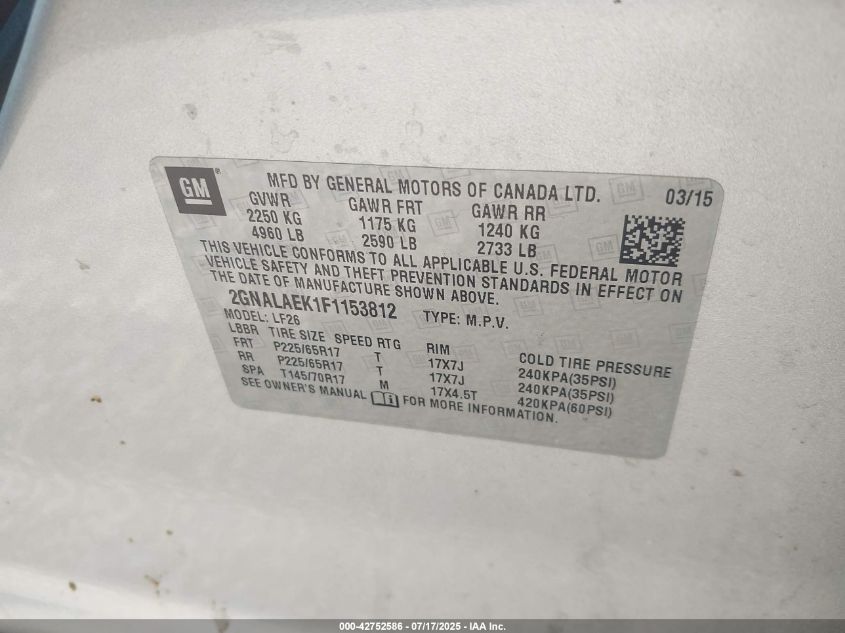 GM ® MFD BY GENERAL MOTORS OF CANADA LTD. 03/15
GVWR GAWR FRT GAWR RR
2250 KG 1175 KG 1240 KG
4960 LB 2590 LB 2733 LB
THIS VEHICLE CONFORMS TO ALL APPLICABLE U.S. FEDERAL MOTOR
VEHICLE SAFETY AND THEFT PREVENTION STANDARDS IN EFFECT ON
THE DATE OF MANUFACTURE SHOWN ABOVE.
2GNALAEK1F1153812 TYPE: M.P.V.
MODEL: LF26
LBBR TIRE SIZE SPEED RTG RIM COLD TIRE PRESSURE
FRT P225/65R17 T 17X7J 240KPA(35PSI)
RR P225/65R17 T 17X7J 240KPA(35PSI)
SPA T145/70R17 M 17X4.5T 420KPA(60PSI)
SEE OWNER'S MANUAL FOR MORE INFORMATION.
000-42752586 - 07/17/2025 - IAA Inc.